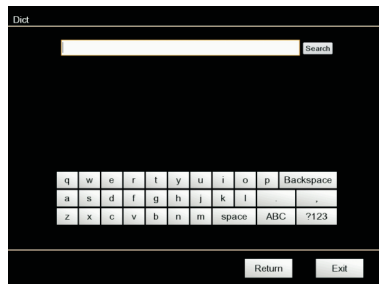 Dict
Search
q w e r t y u i o p Backspace
a s d f g h j k l . ,
z x c v b n m space ABC ?123
Return Exit